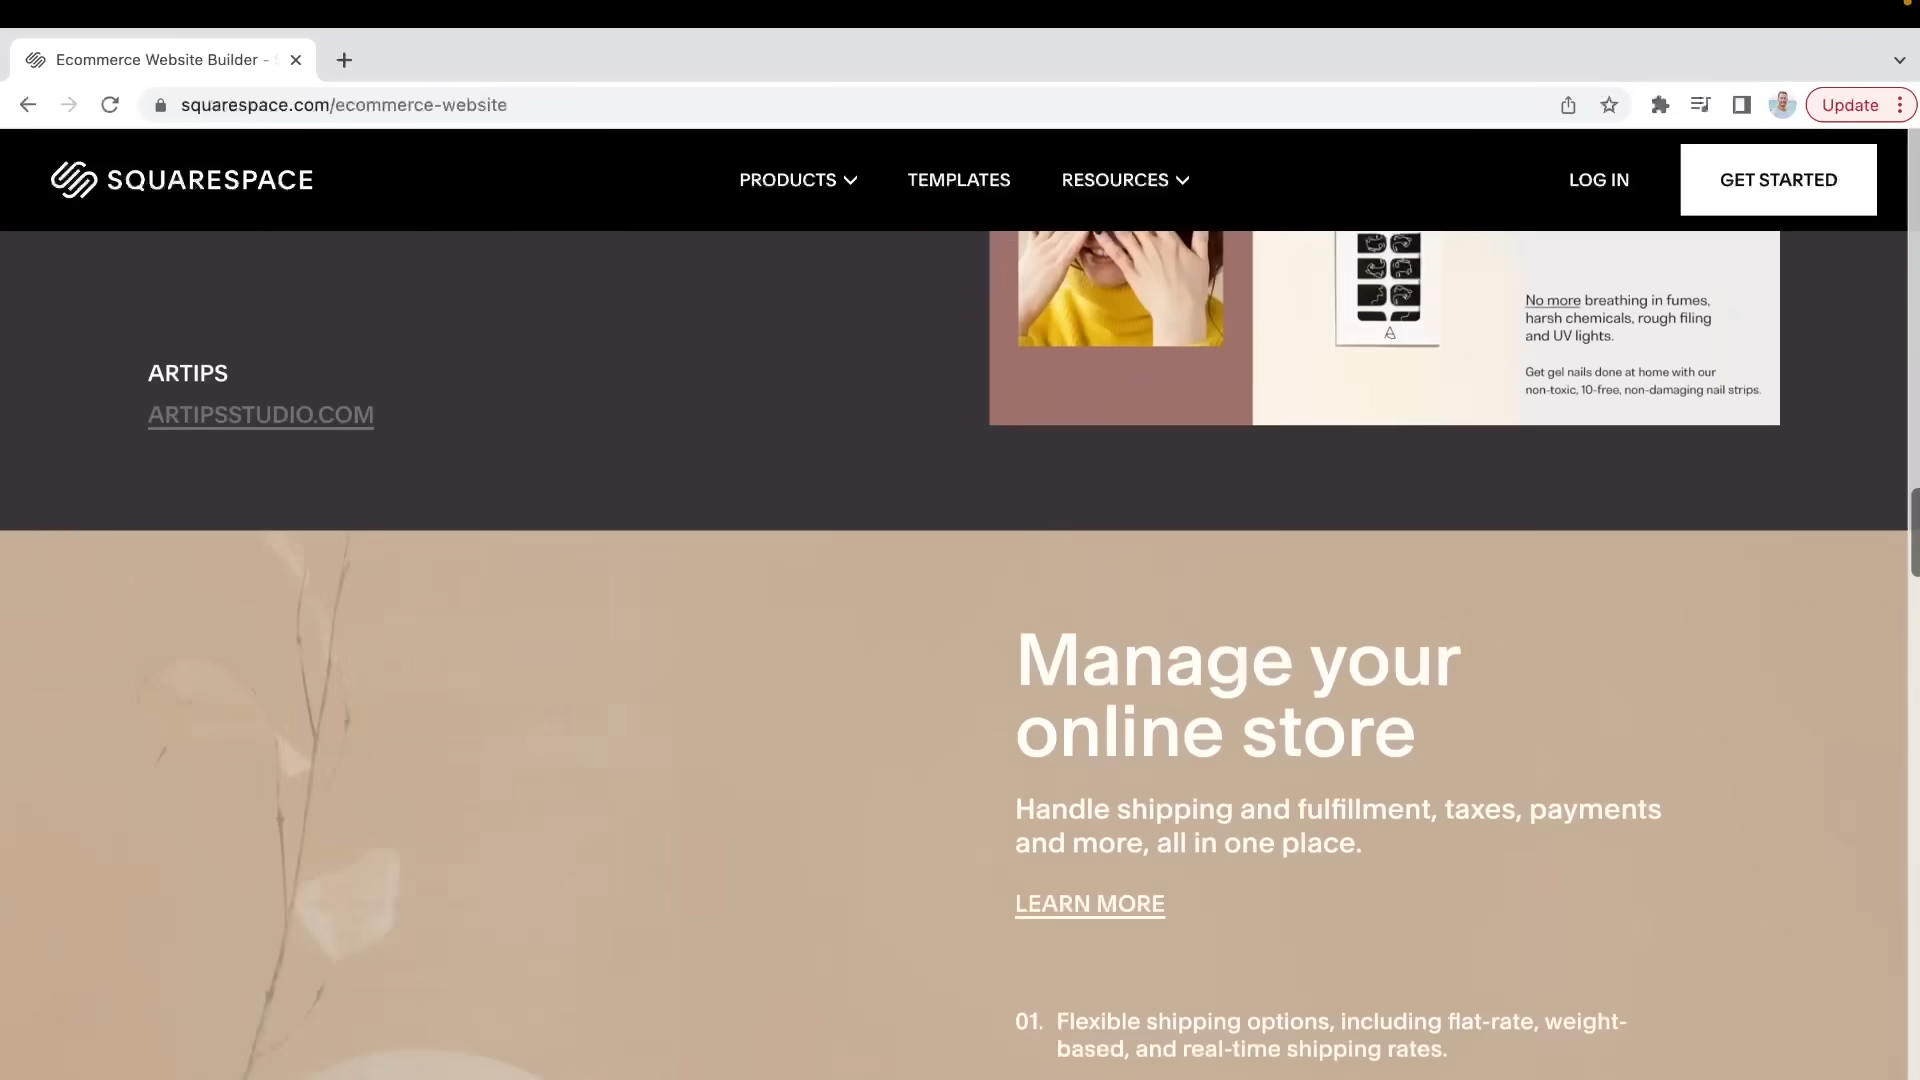 Ecommerce Website Builder -
squarespace.com/ecommerce-website
Update
SQUARESPACE
PRODUCTS
TEMPLATES
RESOURCES
LOG IN
GET STARTED
No more breathing in fumes,
harsh chemicals, rough filing
and UV lights.
Get gel nails done at home with our
non-toxic, 10-free, non-damaging nail strips.
ARTIPS
ARTIPSSTUDIO.COM
Manage your
online store
Handle shipping and fulfillment, taxes, payments
and more, all in one place.
LEARN MORE
01. Flexible shipping options, including flat-rate, weight-
based, and real-time shipping rates.